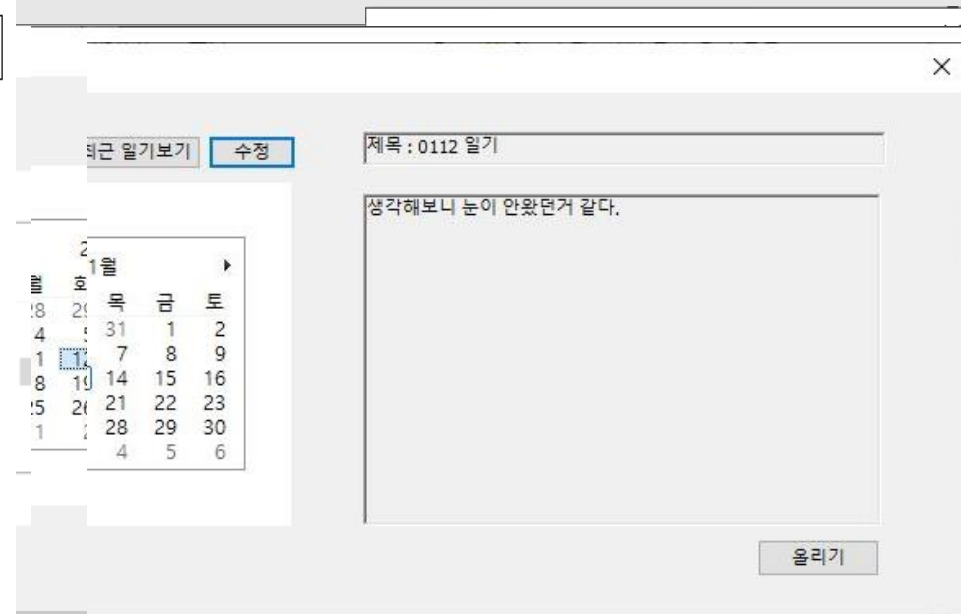 일기보기 수정
제목 : 0112 일기
생각해보니 눈이 안왔던거 같다.
1월
목 금 토
4 31 1 2
7 8 9
14 15 16
21 22 23
28 29 30
4 5 6
올리기